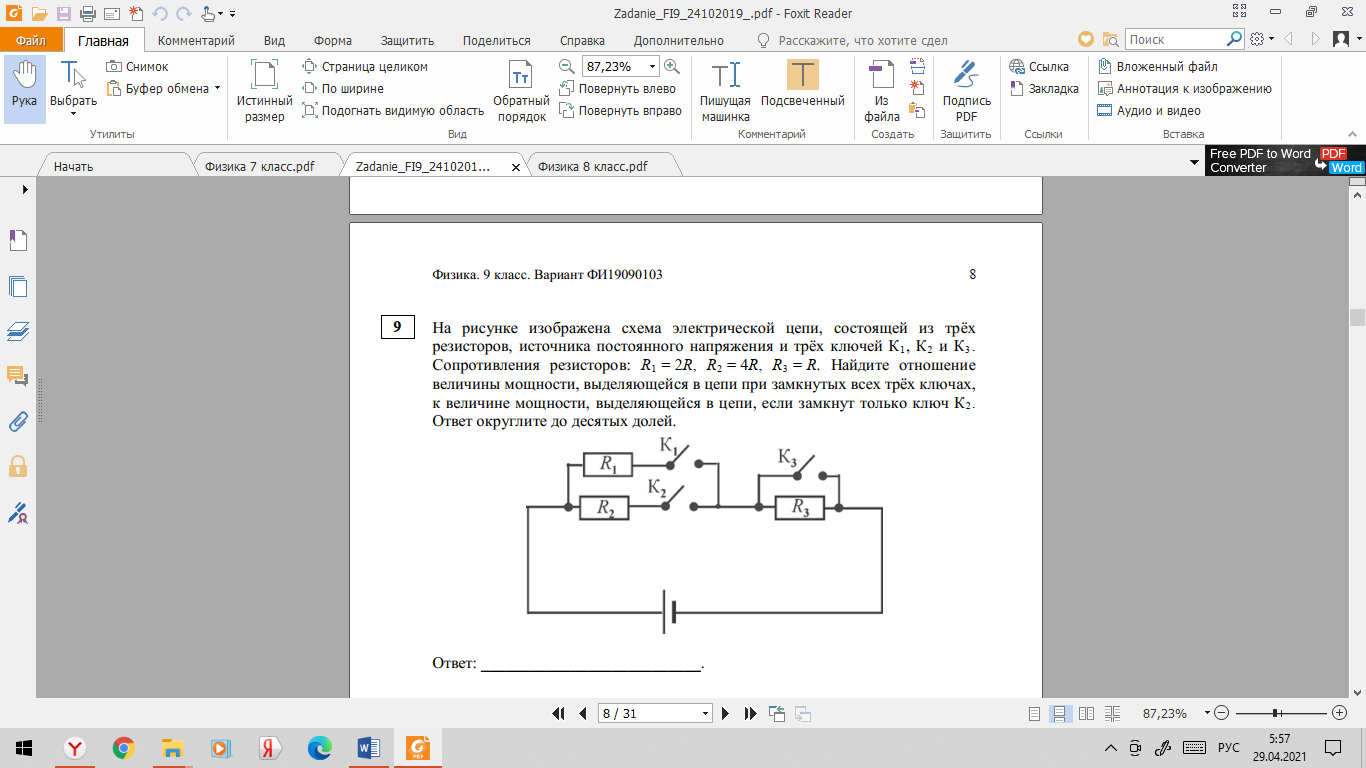 Zadanie_FI9_24102019_.pdf - Foxit Reader
Файл Главная Комментарий Вид Форма Защитить Поделиться Справка Дополнительно Расскажите, что хотите сдел Поиск
Рука
Выбрать
Снимок
Буфер обмена
Утилиты
Истинный размер
Страница целиком
По ширине
Подогнать видимую область
Обратный порядок
87,23%
Повернуть влево
Повернуть вправо
Вид
Пишущая машинка
Подсвеченный
Комментарий
Из файла
Создать
Подпись PDF
Защитить
Ссылка
Закладка
Ссылки
Вложенный файл
Аннотация к изображению
Аудио и видео
Вставка
Начать Физика 7 класс.pdf Zadanie_FI9_2410201... Физика 8 класс.pdf
Free PDF to Word PDF
Converter Word
Физика. 9 класс. Вариант ФИ19090103 8
9 На рисунке изображена схема электрической цепи, состоящей из трёх
резисторов, источника постоянного напряжения и трёх ключей К₁, К₂ и К₃.
Сопротивления резисторов: R₁ = 2R, R₂ = 4R, R₃ = R. Найдите отношение
величины мощности, выделяющейся в цепи при замкнутых всех трёх ключах,
к величине мощности, выделяющейся в цепи, если замкнут только ключ К₂.
Ответ округлите до десятых долей.
К₁
R₁
К₃
К₂
R₂
R₃
Ответ: ____________________________.
8 / 31
87,23%
РУС
5:57
29.04.2021